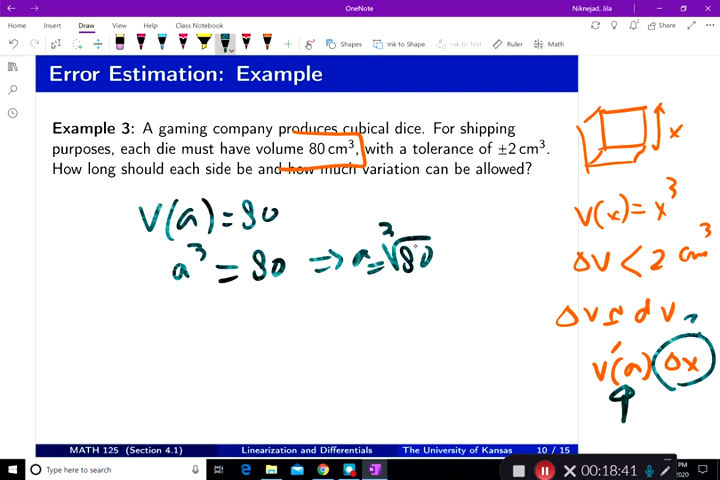 OneNote
Niknejad, Jila
Home Insert Draw View Help Class Notebook
Share
Shapes Ink to Shape Ink to Text Ruler Math
Error Estimation: Example
Example 3: A gaming company produces cubical dice. For shipping
purposes, each die must have volume 80 cm³, with a tolerance of ±2 cm³.
How long should each side be and how much variation can be allowed?
x
V(a)=80
a³ = 80 ⇒ a = ∛80
V(x) = x³
ΔV < 2 cm³
ΔV ≈ dV =
V'(a) Δx
MATH 125 (Section 4.1) Linearization and Differentials The University of Kansas 10 / 15
Type here to search
00:18:41
PM
2020